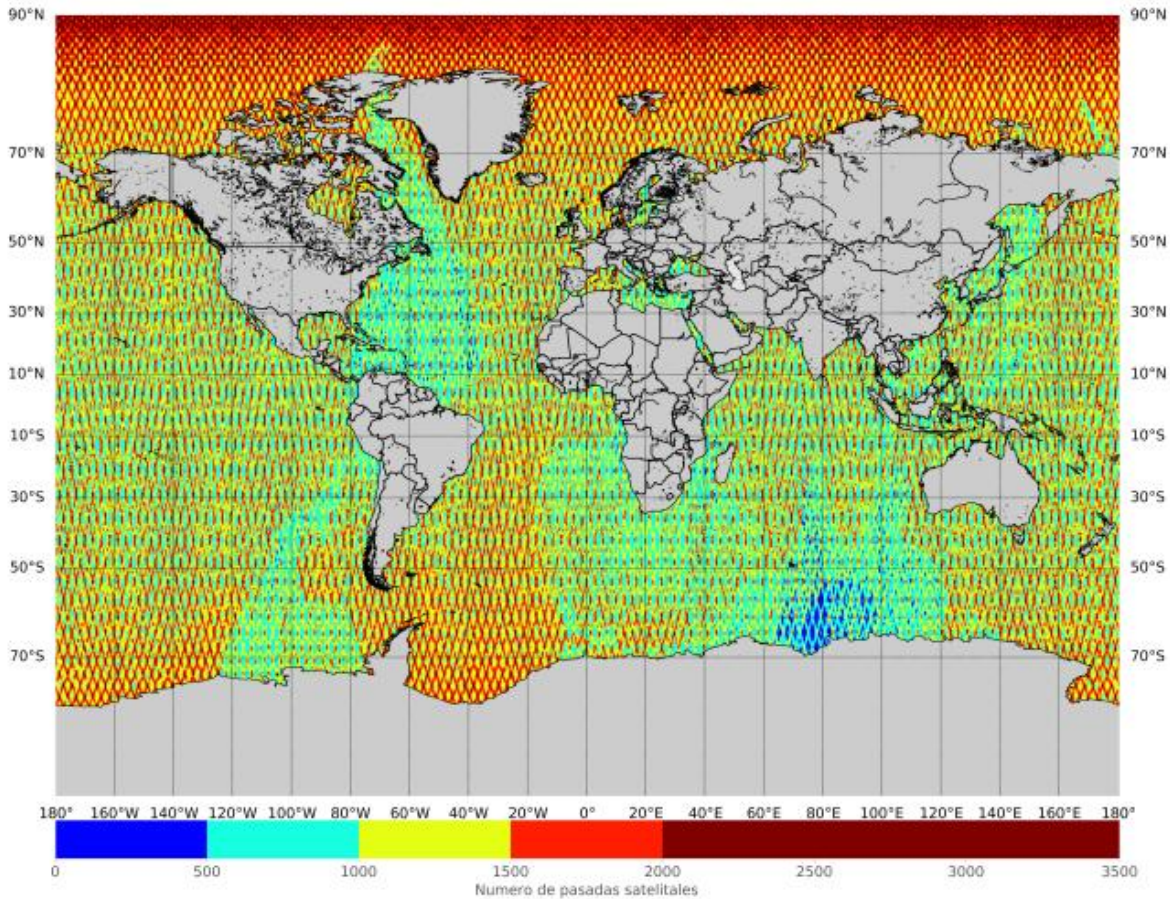 90°N 90°N
70°N 70°N
50°N 50°N
30°N 30°N
10°N 10°N
10°S 10°S
30°S 30°S
50°S 50°S
70°S 70°S
180° 160°W 140°W 120°W 100°W 80°W 60°W 40°W 20°W 0° 20°E 40°E 60°E 80°E 100°E 120°E 140°E 160°E 180°
0 500 1000 1500 2000 2500 3000 3500
Numero de pasadas satelitales